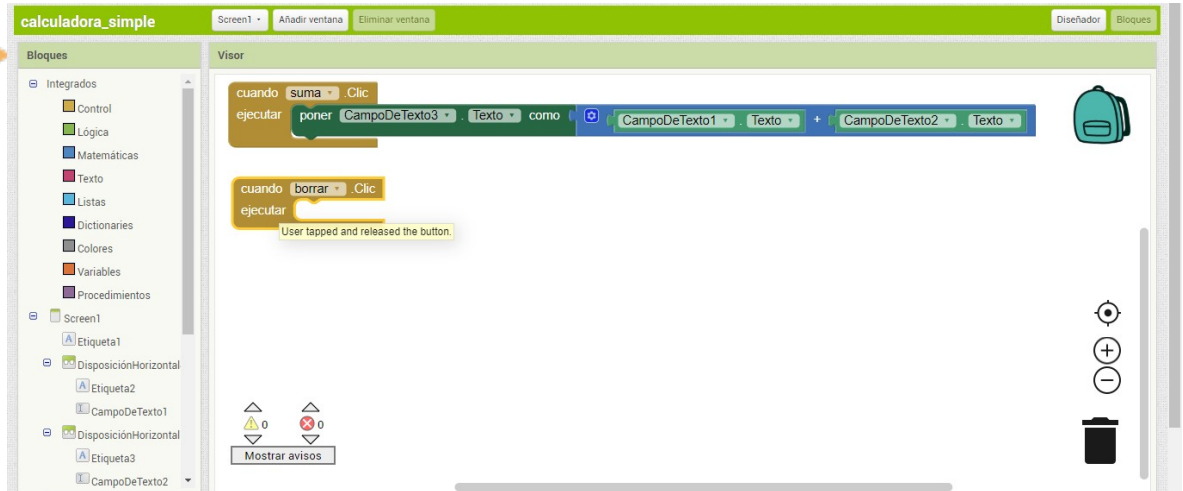 calculadora_simple
Screen1
Añadir ventana
Eliminar ventana
Diseñador
Bloques
Bloques
Visor
Integrados
Control
Lógica
Matemáticas
Texto
Listas
Dictionaries
Colores
Variables
Procedimientos
Screen1
Etiqueta1
DisposiciónHorizontal
Etiqueta2
CampoDeTexto1
DisposiciónHorizontal
Etiqueta3
CampoDeTexto2
cuando suma .Clic
ejecutar poner CampoDeTexto3 . Texto como CampoDeTexto1 . Texto + CampoDeTexto2 . Texto
cuando borrar .Clic
ejecutar
User tapped and released the button.
0 0
Mostrar avisos